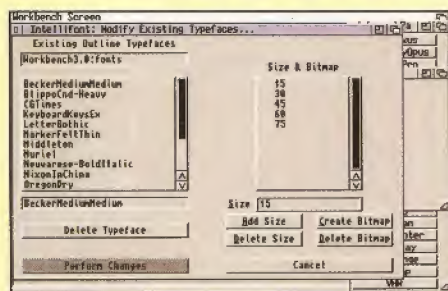 Workbench Screen
Intellifont: Modify Existing Typefaces...
Existing Outline Typefaces
Workbench3.0:fonts
Size & Bitmap
BeckerMediumMedium
BlippoCnd-Heavy
CGTimes
KeyboardKeysEx
LetterGothic
MarkerFeltThin
Middleton
Muriel
Neuvarese-BoldItalic
NixonInChina
OregonDry
15
30
45
60
75
BeckerMediumMedium
Size 15
Delete Typeface
Add Size
Create Bitmap
Delete Size
Delete Bitmap
Perform Changes
Cancel